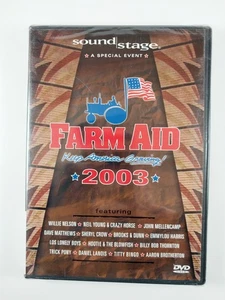 soundstage.
★ A SPECIAL EVENT ★
FARM AID
Keep America Growing!
★ 2003 ★
featuring
WILLIE NELSON ☆ NEIL YOUNG & CRAZY HORSE ☆ JOHN MELLENCAMP
DAVE MATTHEWS ☆ SHERYL CROW ☆ BROOKS & DUNN ☆ EMMYLOU HARRIS
LOS LONELY BOYS ☆ HOOTIE & THE BLOWFISH ☆ BILLY BOB THORNTON
TRICK PONY ☆ DANIEL LANOIS ☆ TITTY BINGO ☆ AARON BROTHERTON
DVD